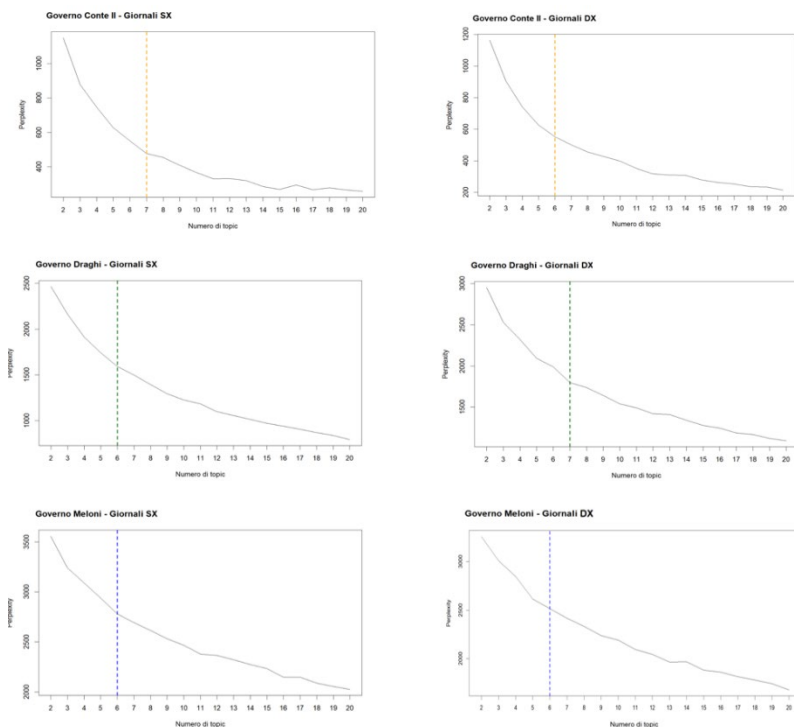 Governo Conte II - Giornali SX
Perplexity
1000
800
600
400
2 3 4 5 6 7 8 9 10 11 12 13 14 15 16 17 18 19 20
Numero di topic
Governo Conte II - Giornali DX
Perplexity
1200
1000
800
600
400
200
2 3 4 5 6 7 8 9 10 11 12 13 14 15 16 17 18 19 20
Numero di topic
Governo Draghi - Giornali SX
Perplexity
2500
2000
1500
1000
2 3 4 5 6 7 8 9 10 11 12 13 14 15 16 17 18 19 20
Numero di topic
Governo Draghi - Giornali DX
Perplexity
3000
2500
2000
1500
2 3 4 5 6 7 8 9 10 11 12 13 14 15 16 17 18 19 20
Numero di topic
Governo Meloni - Giornali SX
Perplexity
3500
3000
2500
2000
2 3 4 5 6 7 8 9 10 11 12 13 14 15 16 17 18 19 20
Numero di topic
Governo Meloni - Giornali DX
Perplexity
3000
2500
2000
2 3 4 5 6 7 8 9 10 11 12 13 14 15 16 17 18 19 20
Numero di topic